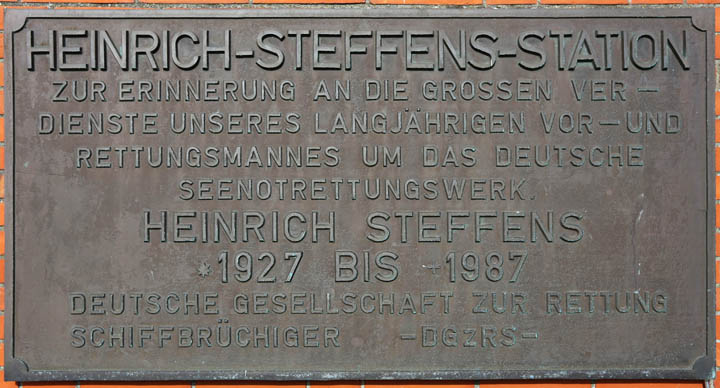 HEINRICH-STEFFENS-STATION
ZUR ERINNERUNG AN DIE GROSSEN VER-
DIENSTE UNSERES LANGJÄHRIGEN VOR-UND
RETTUNGSMANNES UM DAS DEUTSCHE
SEENOTRETTUNGSWERK.
HEINRICH STEFFENS
*1927 BIS +1987
DEUTSCHE GESELLSCHAFT ZUR RETTUNG
SCHIFFBRÜCHIGER -DGzRS-